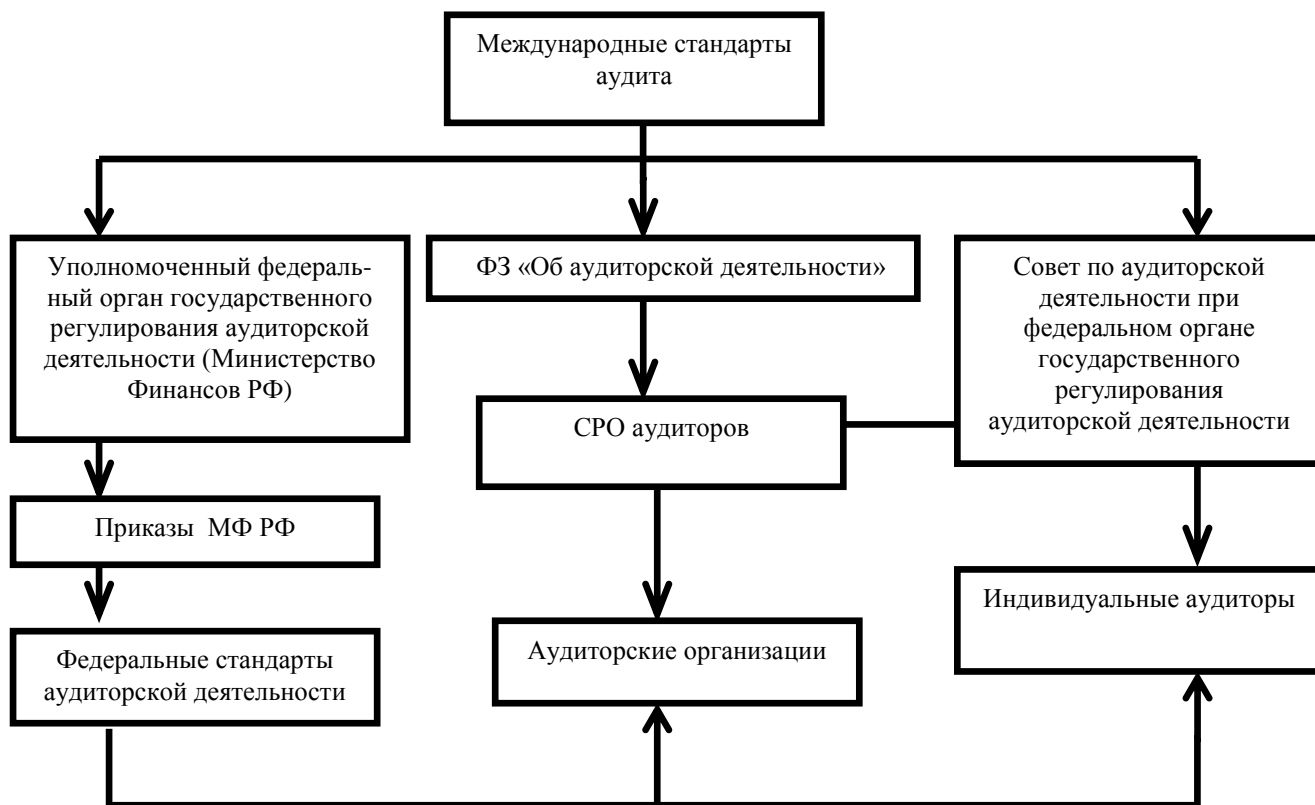 Международные стандарты
аудита
Уполномоченный федераль-
ный орган государственного
регулирования аудиторской
деятельности (Министерство
Финансов РФ)
ФЗ «Об аудиторской деятельности»
Совет по аудиторской
деятельности при
федеральном органе
государственного
регулирования
аудиторской деятельности
СРО аудиторов
Приказы  МФ РФ
Индивидуальные аудиторы
Федеральные стандарты
аудиторской деятельности
Аудиторские организации